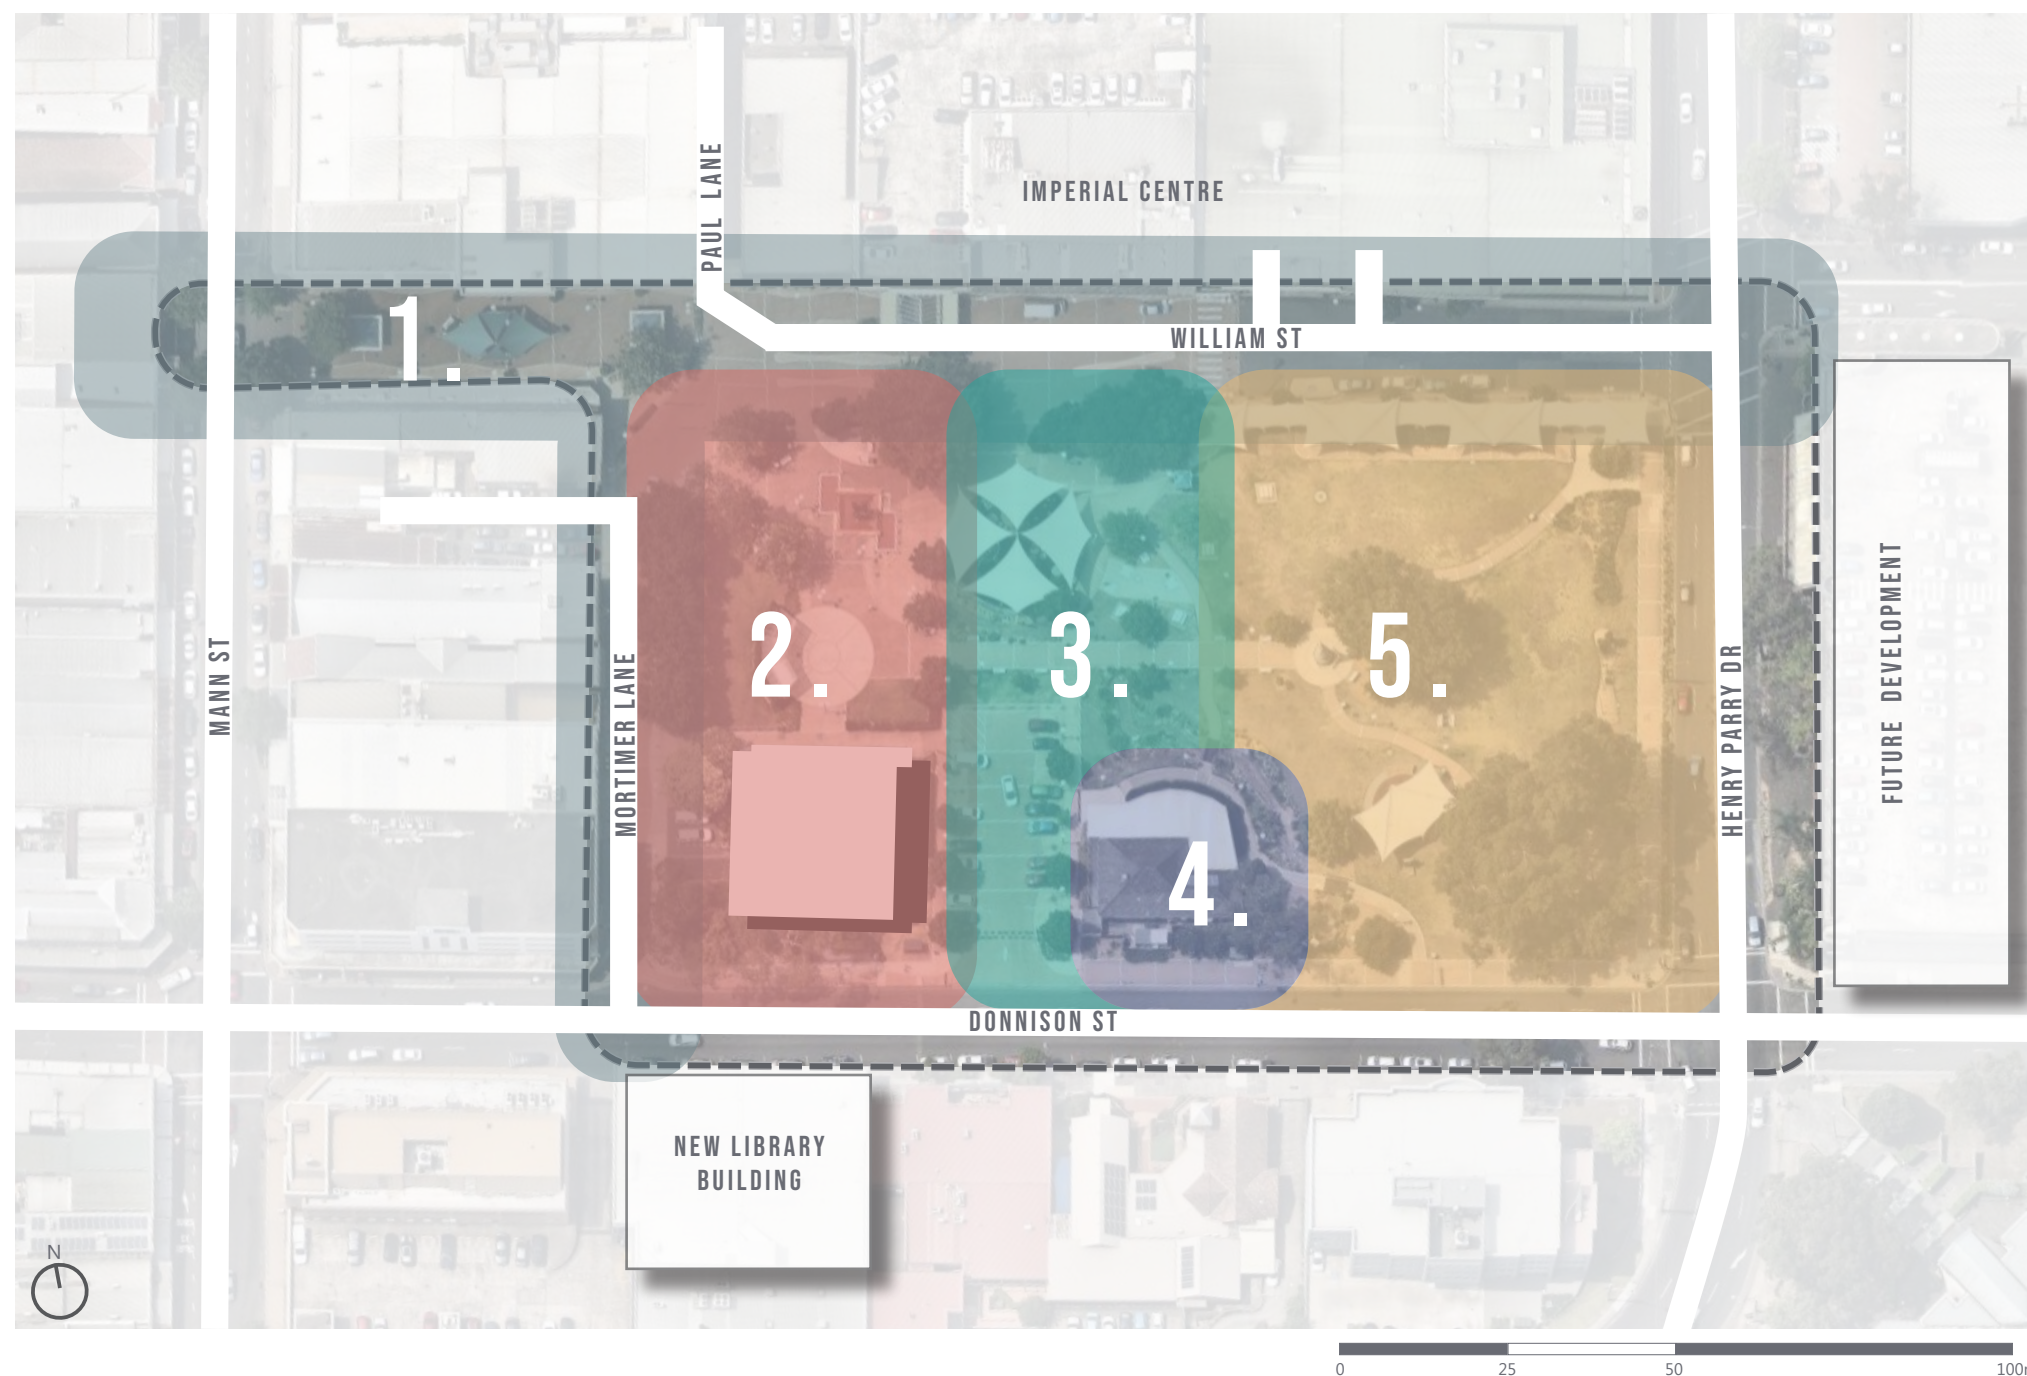 PAUL LANE
IMPERIAL CENTRE
1.
WILLIAM ST
2.
3.
5.
4.
MANN ST
MORTIMER LANE
HENRY PARRY DR
FUTURE DEVELOPMENT
DONNISON ST
NEW LIBRARY
BUILDING
N
0 25 50 100m